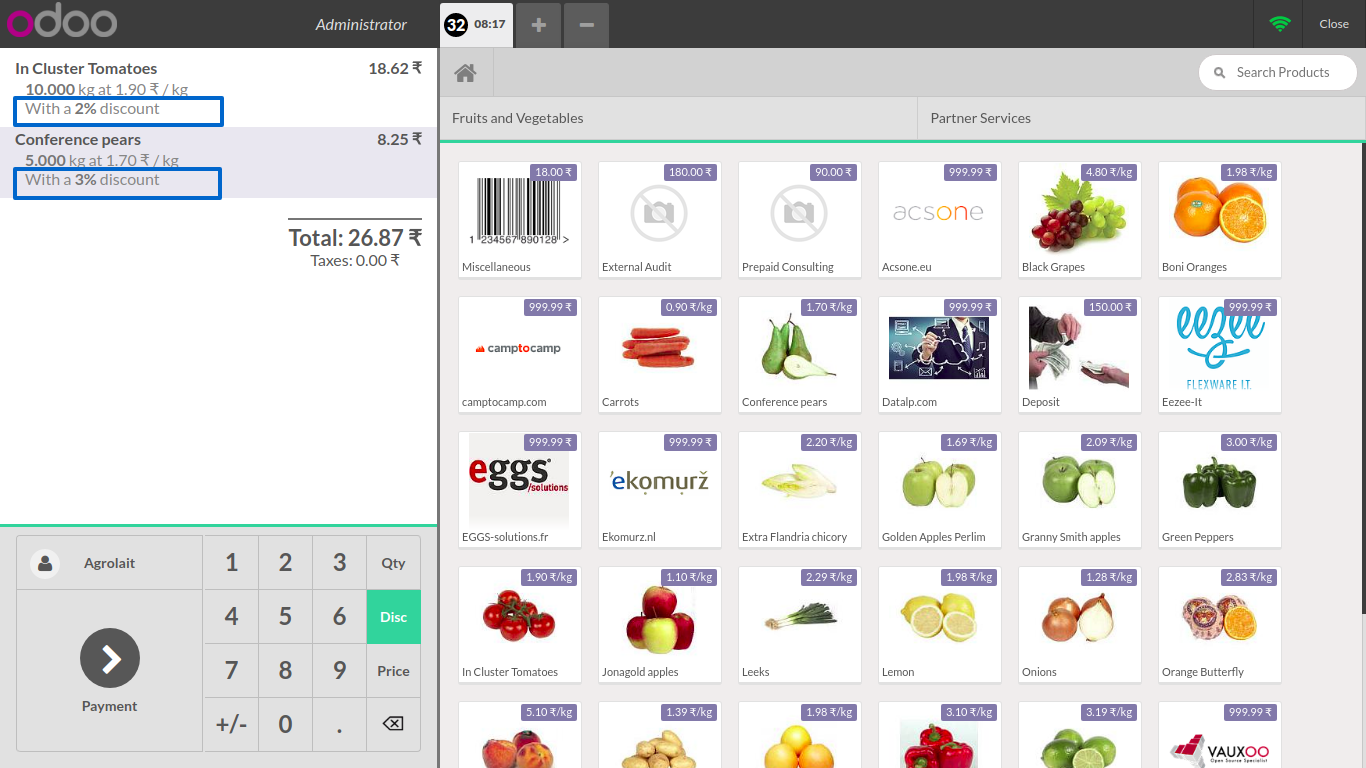 odoo
Administrator
32 08:17 + −
Close
In Cluster Tomatoes 18.62 ₹
10.000 kg at 1.90 ₹ / kg
With a 2% discount
Conference pears 8.25 ₹
5.000 kg at 1.70 ₹ / kg
With a 3% discount
Total: 26.87 ₹
Taxes: 0.00 ₹
Agrolait
Payment
1 2 3 Qty
4 5 6 Disc
7 8 9 Price
+/- 0 .
Search Products
Fruits and Vegetables
Partner Services
18.00 ₹
1 234567 890128 >
Miscellaneous
180.00 ₹
External Audit
90.00 ₹
Prepaid Consulting
999.99 ₹
acsone
Acsone.eu
4.80 ₹/kg
Black Grapes
1.98 ₹/kg
Boni Oranges
999.99 ₹
camptocamp
camptocamp.com
0.90 ₹/kg
Carrots
1.70 ₹/kg
Conference pears
999.99 ₹
Datalp.com
150.00 ₹
Deposit
999.99 ₹
eezee
FLEXWARE I.T.
Eezee-It
999.99 ₹
eggs
/solutions
EGGS-solutions.fr
999.99 ₹
'ekomurž
Ekomurz.nl
2.20 ₹/kg
Extra Flandria chicory
1.69 ₹/kg
Golden Apples Perlim
2.09 ₹/kg
Granny Smith apples
3.00 ₹/kg
Green Peppers
1.90 ₹/kg
In Cluster Tomatoes
1.10 ₹/kg
Jonagold apples
2.29 ₹/kg
Leeks
1.98 ₹/kg
Lemon
1.28 ₹/kg
Onions
2.83 ₹/kg
Orange Butterfly
5.10 ₹/kg
1.39 ₹/kg
1.98 ₹/kg
3.10 ₹/kg
3.19 ₹/kg
999.99 ₹
VAUXOO
Open Source Specialist